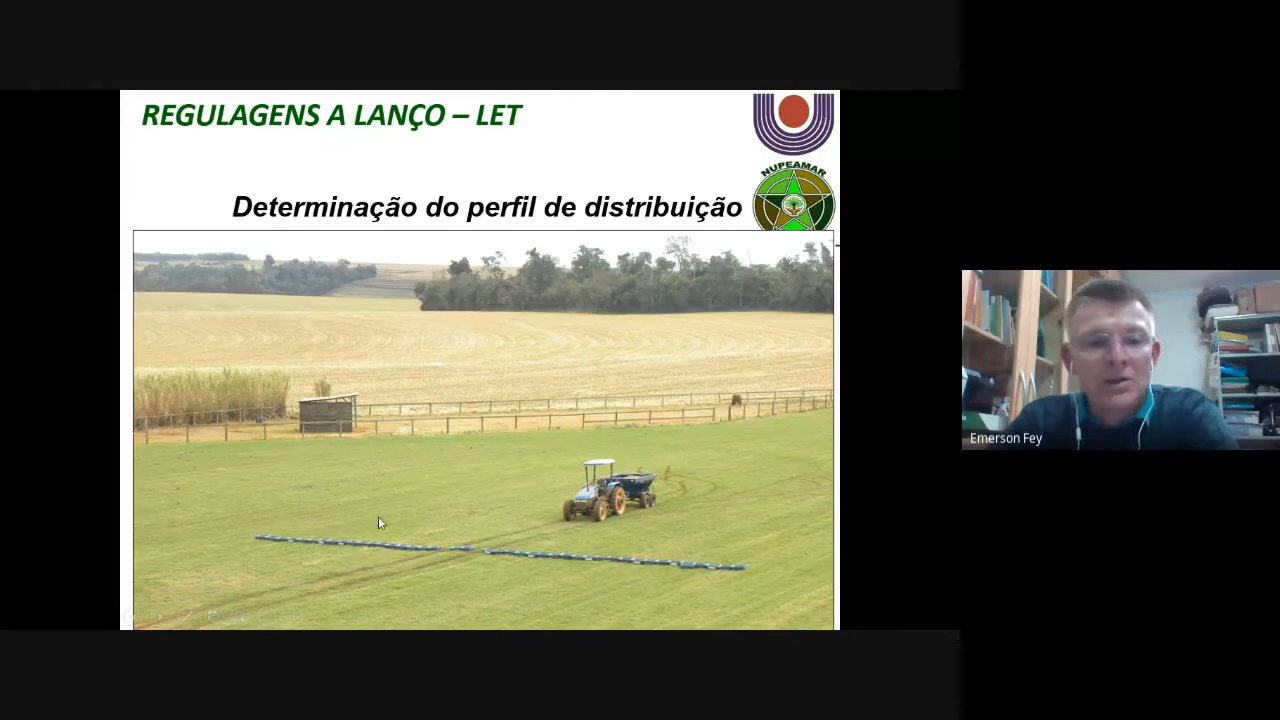 REGULAGENS A LANÇO – LET
NUPEAMAR
Determinação do perfil de distribuição
Emerson Fey